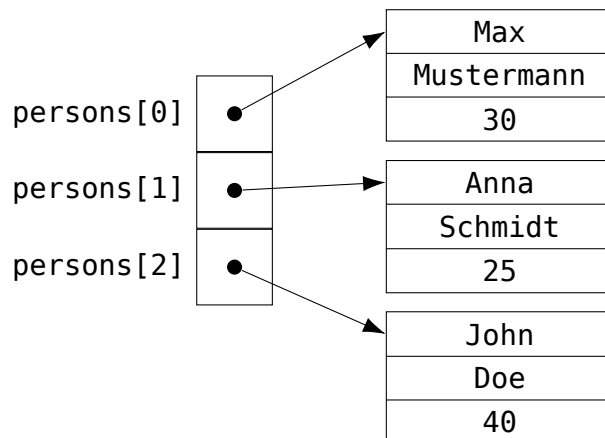 persons[0]
persons[1]
persons[2]
Max
Mustermann
30
Anna
Schmidt
25
John
Doe
40